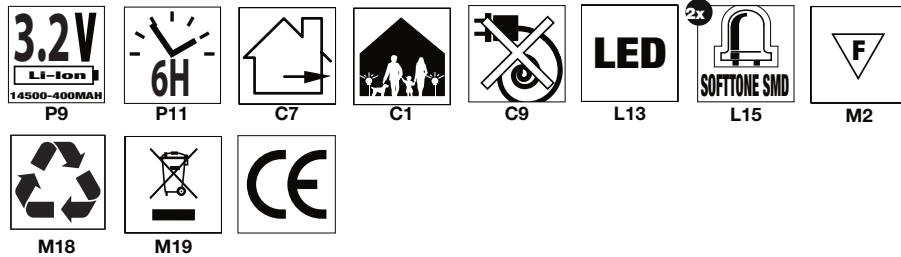 3.2V
Li-Ion
14500-400MAH
P9
6H
P11
C7
C1
C9
LED
L13
2x
SOFTTONE SMD
L15
F
M2
M18
M19
CE